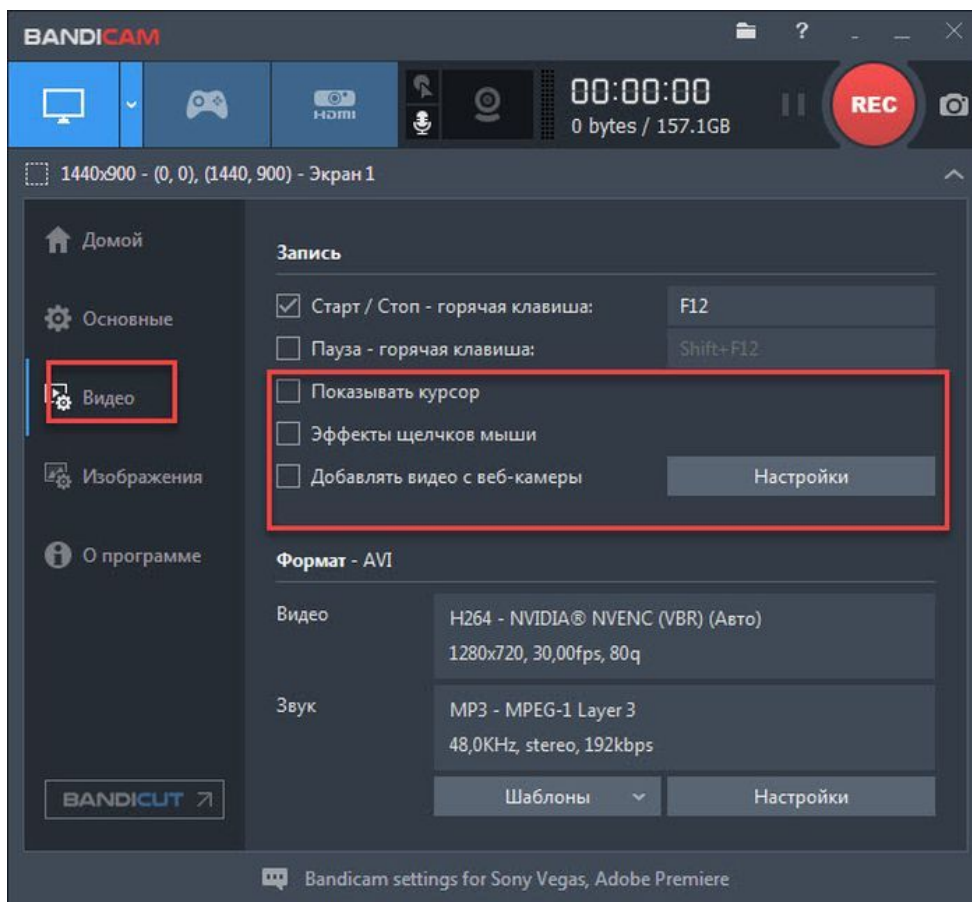 BANDICAM
?
HDMI
00:00:00
0 bytes / 157.1GB
REC
1440x900 - (0, 0), (1440, 900) - Экран 1
Домой
Основные
Видео
Изображения
О программе
BANDICUT
Запись
Старт / Стоп - горячая клавиша:
F12
Пауза - горячая клавиша:
Shift+F12
Показывать курсор
Эффекты щелчков мыши
Добавлять видео с веб-камеры
Настройки
Формат - AVI
Видео
H264 - NVIDIA® NVENC (VBR) (Авто)
1280x720, 30,00fps, 80q
Звук
MP3 - MPEG-1 Layer 3
48,0KHz, stereo, 192kbps
Шаблоны
Настройки
Bandicam settings for Sony Vegas, Adobe Premiere